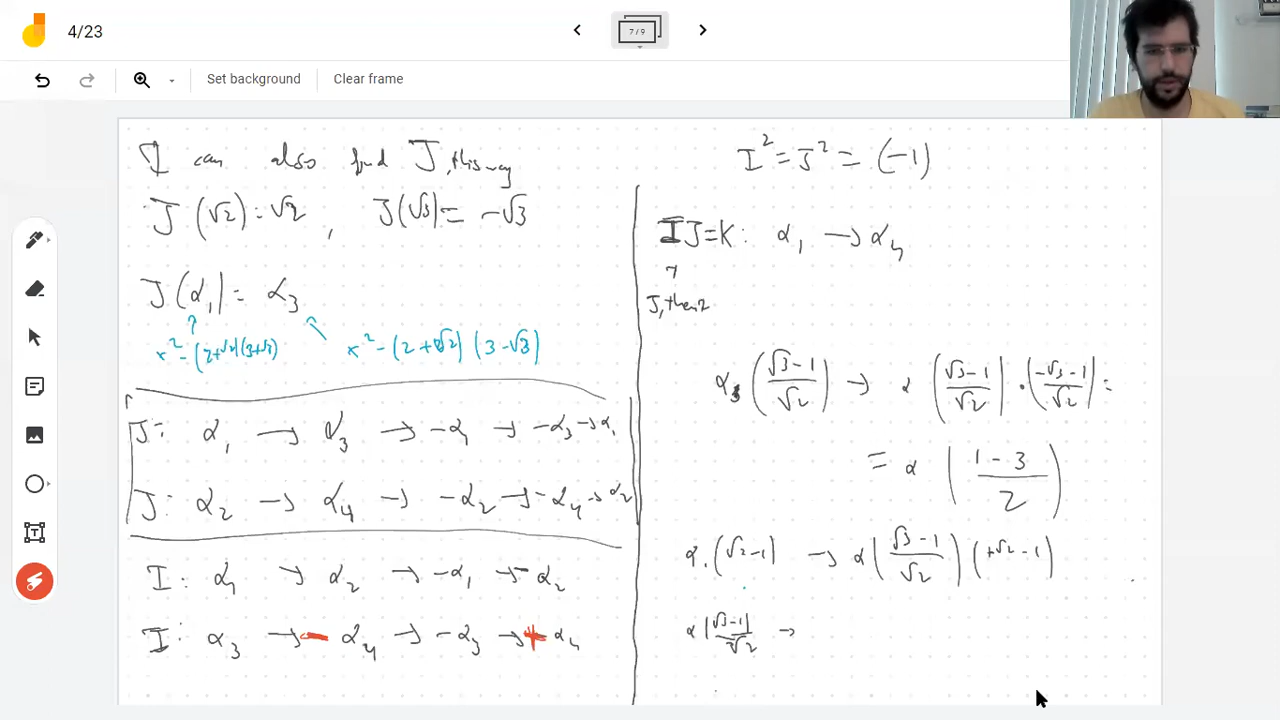 4/23
7/9
Set background
Clear frame
I can also find J, this way
J(√2) = √2, J(√3) = -√3
J(α₁) = α₃
x² - (2+√2)(3+√3)
x² - (2+√2)(3-√3)
J: α₁ → α₃ → -α₁ → -α₃ → α₁
J: α₂ → α₄ → -α₂ → -α₄ → α₂
I: α₁ → α₂ → -α₁ → -α₂
I: α₃ → - α₄ → -α₃ → + α₄
I² = J² = (-1)
IJ = K: α₁ → α₄
J, then I
α₃ ((√3-1)/√2) → α ((√3-1)/√2) · ((-√3-1)/√2) =
= α ((1-3)/2)
α · (√2-1) → α ((√3-1)/√2) (+√2-1)
α ((√3-1)/√2) →